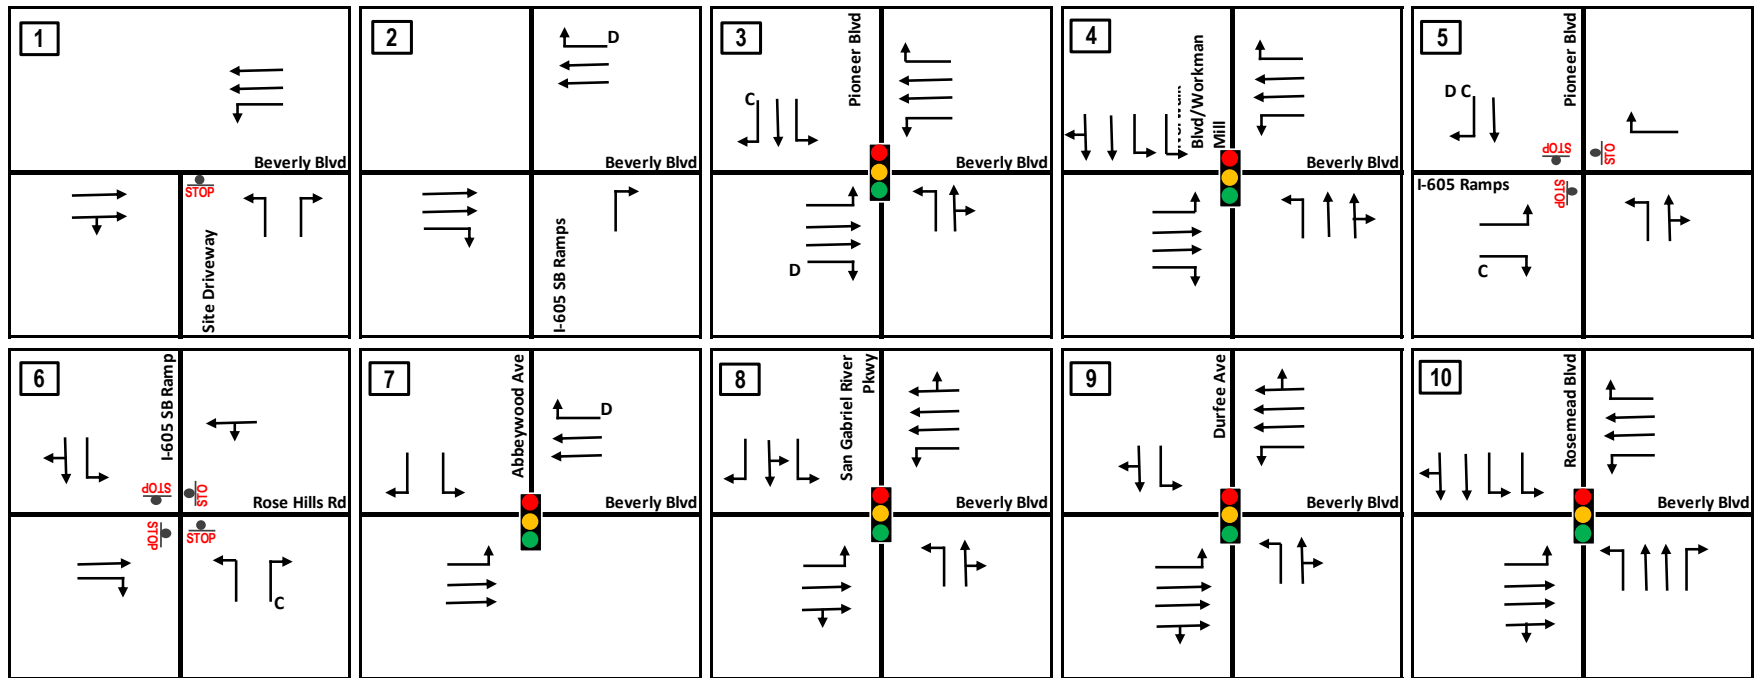 1
Beverly Blvd
STOP
Site Driveway
2
D
Beverly Blvd
I-605 SB Ramps
3
Pioneer Blvd
C
Beverly Blvd
D
4
Blvd/Workman
Mill
Beverly Blvd
5
Pioneer Blvd
D C
STOP
STO
I-605 Ramps
STOP
C
6
I-605 SB Ramp
STOP
STO
Rose Hills Rd
STOP
STOP
C
7
Abbeywood Ave
D
Beverly Blvd
8
San Gabriel River
Pkwy
Beverly Blvd
9
Durfee Ave
Beverly Blvd
10
Rosemead Blvd
Beverly Blvd